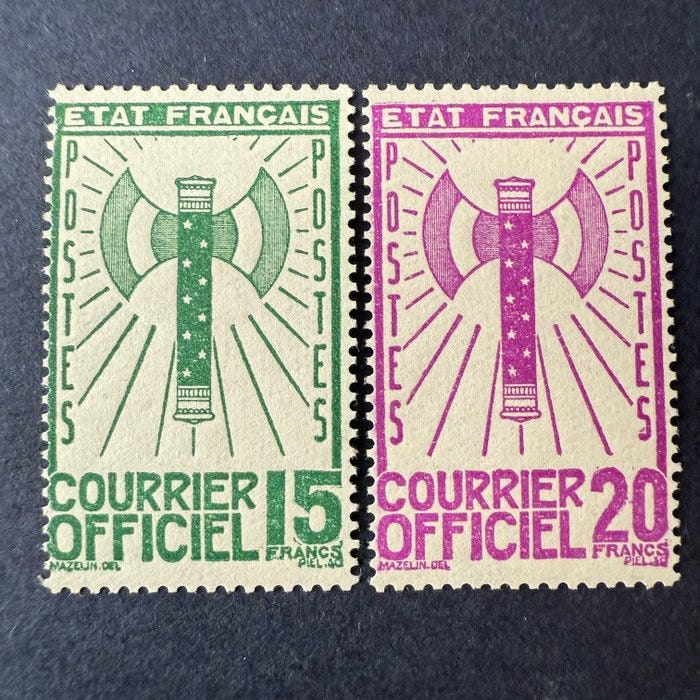 ETAT FRANÇAIS
POSTES
POSTES
COURRIER
OFFICIEL
15
FRANCS
MAZELIN.DEL
PIEL.SC
ETAT FRANÇAIS
POSTES
POSTES
COURRIER
OFFICIEL
20
FRANCS
MAZELIN.DEL
PIEL.SC